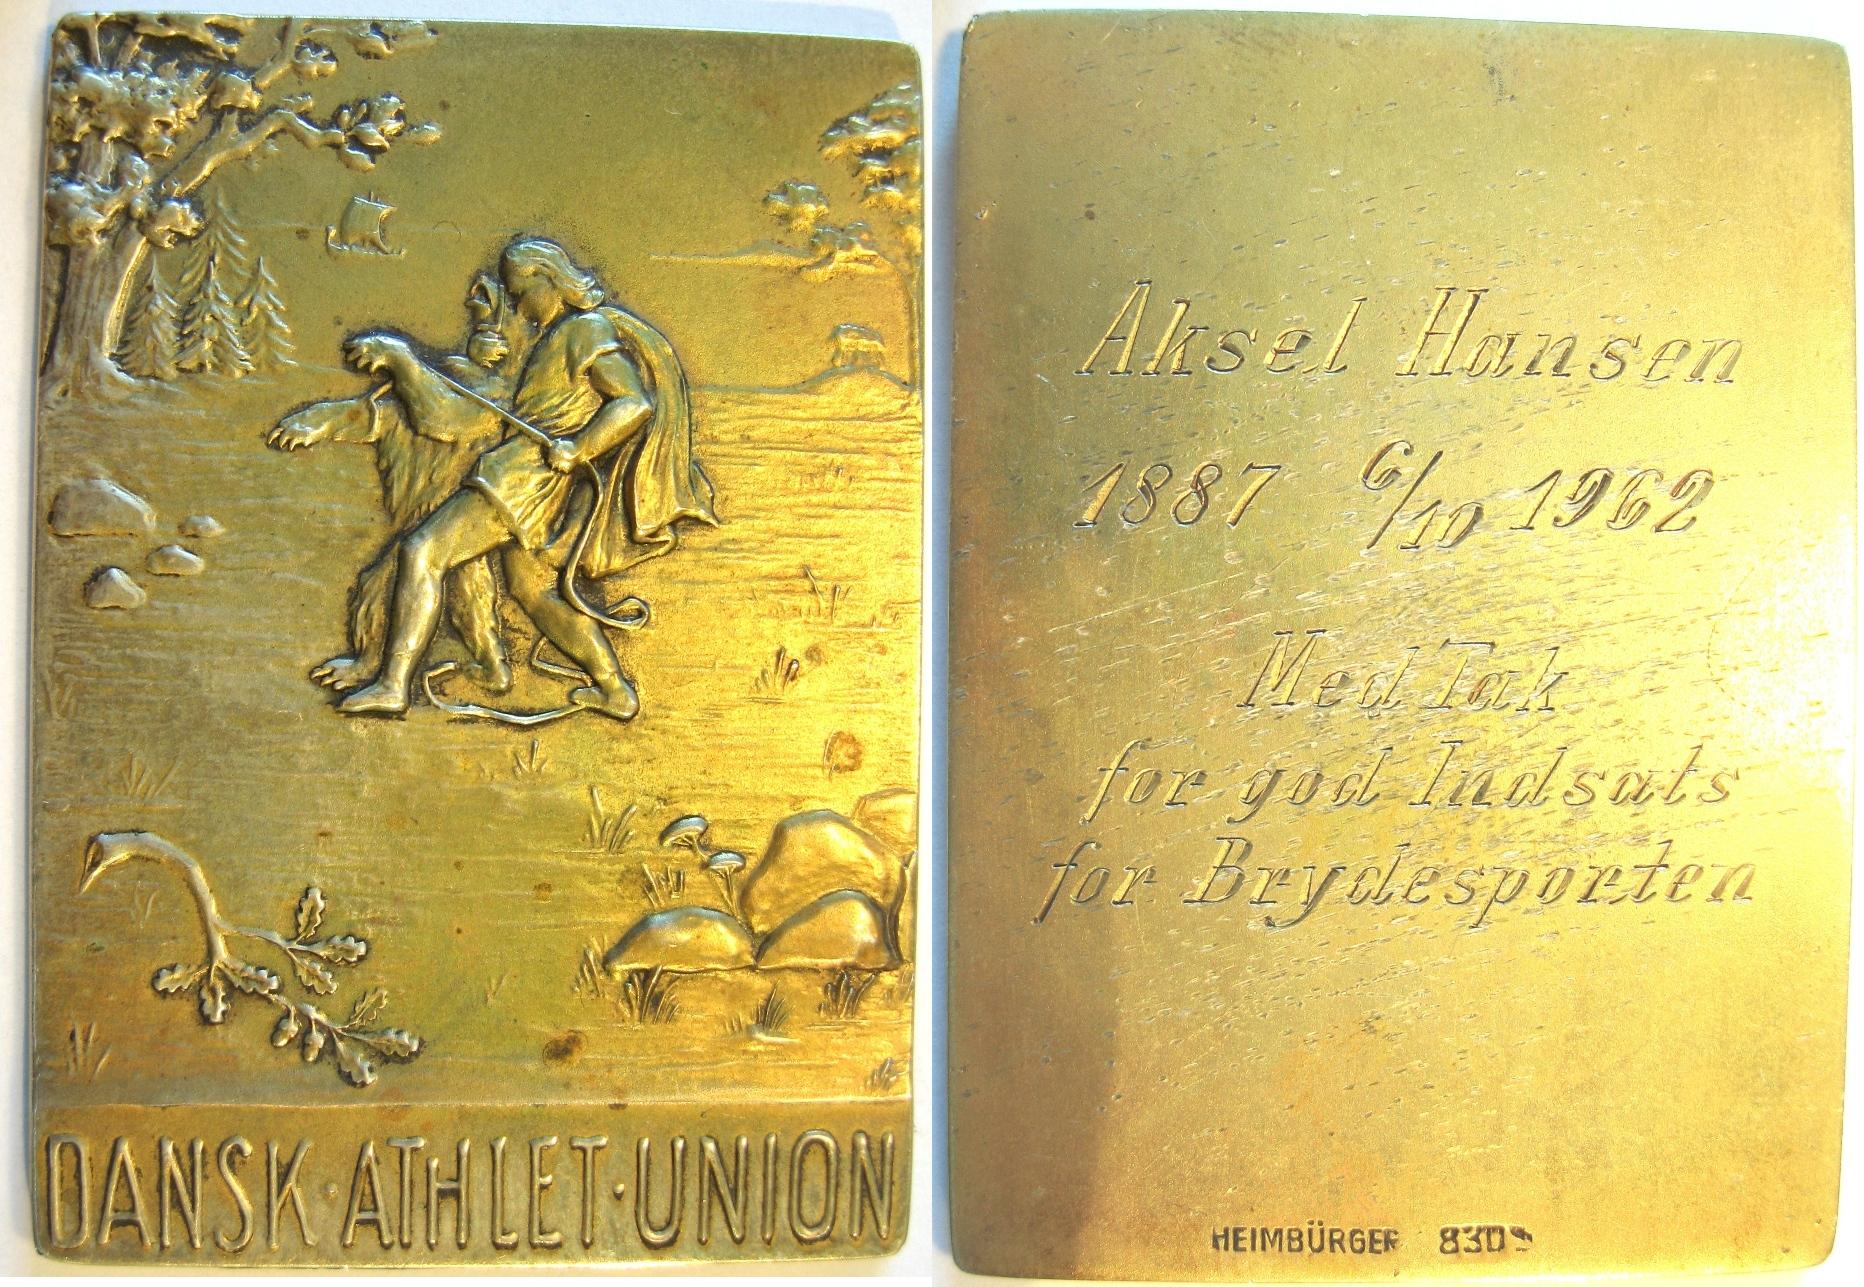 DANSK·ATHLET·UNION
Aksel Hansen
1887 6/10 1962
Med Tak
for god Indsats
for Brydesporten
HEIMBÜRGER 830S